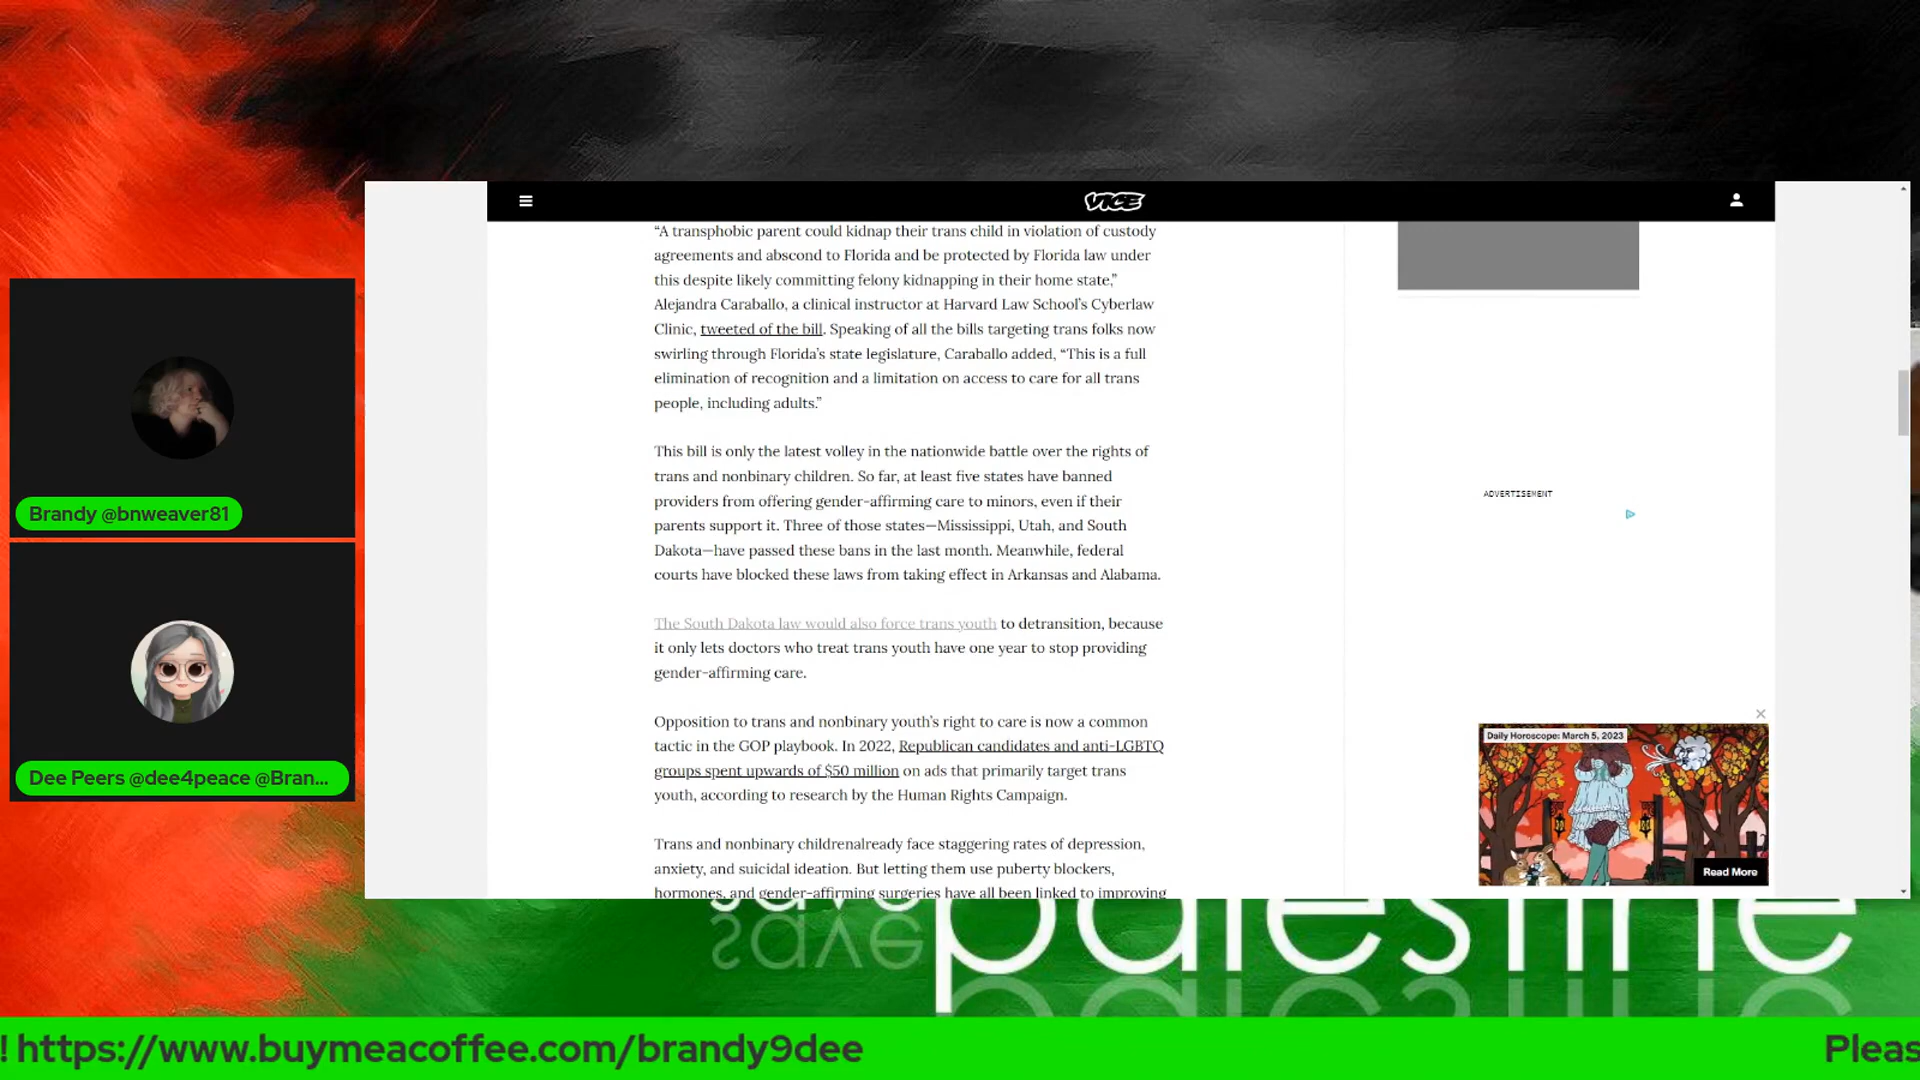 VICE
“A transphobic parent could kidnap their trans child in violation of custody
agreements and abscond to Florida and be protected by Florida law under
this despite likely committing felony kidnapping in their home state,”
Alejandra Caraballo, a clinical instructor at Harvard Law School’s Cyberlaw
Clinic, tweeted of the bill. Speaking of all the bills targeting trans folks now
swirling through Florida’s state legislature, Caraballo added, “This is a full
elimination of recognition and a limitation on access to care for all trans
people, including adults.”
This bill is only the latest volley in the nationwide battle over the rights of
trans and nonbinary children. So far, at least five states have banned
providers from offering gender-affirming care to minors, even if their
parents support it. Three of those states—Mississippi, Utah, and South
Dakota—have passed these bans in the last month. Meanwhile, federal
courts have blocked these laws from taking effect in Arkansas and Alabama.
The South Dakota law would also force trans youth to detransition, because
it only lets doctors who treat trans youth have one year to stop providing
gender-affirming care.
Opposition to trans and nonbinary youth’s right to care is now a common
tactic in the GOP playbook. In 2022, Republican candidates and anti-LGBTQ
groups spent upwards of $50 million on ads that primarily target trans
youth, according to research by the Human Rights Campaign.
Trans and nonbinary childrenalready face staggering rates of depression,
anxiety, and suicidal ideation. But letting them use puberty blockers,
hormones, and gender-affirming surgeries have all been linked to improving
ADVERTISEMENT
Daily Horoscope: March 5, 2023
Read More
Brandy @bnweaver81
Dee Peers @dee4peace @Bran...
save
palestine
! https://www.buymeacoffee.com/brandy9dee
Pleas